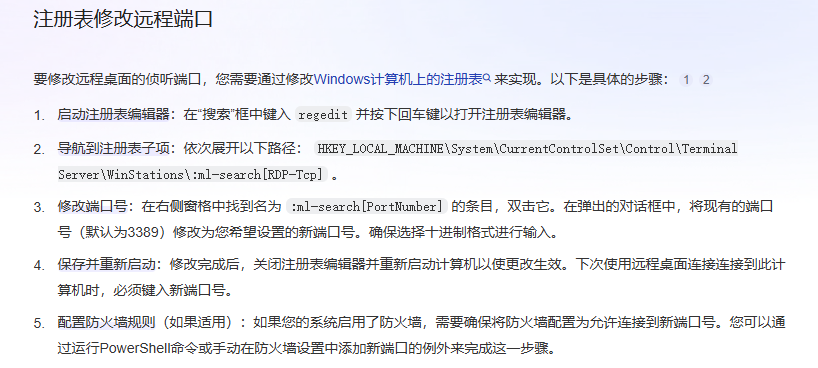 注册表修改远程端口
要修改远程桌面的侦听端口，您需要通过修改Windows计算机上的注册表来实现。以下是具体的步骤： 1 2
1. 启动注册表编辑器：在“搜索”框中键入 regedit 并按下回车键以打开注册表编辑器。
2. 导航到注册表子项：依次展开以下路径： HKEY_LOCAL_MACHINE\System\CurrentControlSet\Control\Terminal
Server\WinStations\:ml-search[RDP-Tcp] 。
3. 修改端口号：在右侧窗格中找到名为 :ml-search[PortNumber] 的条目，双击它。在弹出的对话框中，将现有的端口
号（默认为3389）修改为您希望设置的新端口号。确保选择十进制格式进行输入。
4. 保存并重新启动：修改完成后，关闭注册表编辑器并重新启动计算机以使更改生效。下次使用远程桌面连接连接到此计
算机时，必须键入新端口号。
5. 配置防火墙规则（如果适用）：如果您的系统启用了防火墙，需要确保将防火墙配置为允许连接到新端口号。您可以通
过运行PowerShell命令或手动在防火墙设置中添加新端口的例外来完成这一步骤。